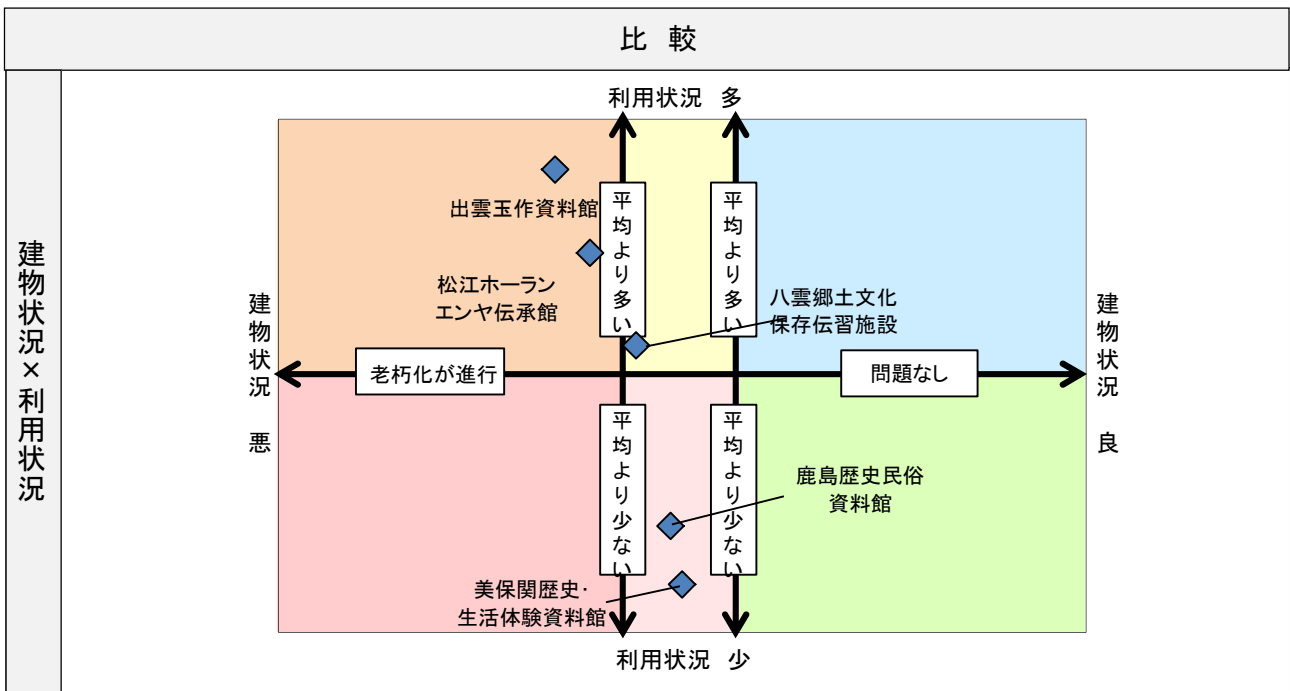 比 較
建物状況×利用状況
利用状況 多
出雲玉作資料館
平均より多い
平均より多い
松江ホーラン
エンヤ伝承館
八雲郷土文化
保存伝習施設
建物状況 悪
老朽化が進行
問題なし
建物状況 良
平均より少ない
平均より少ない
鹿島歴史民俗
資料館
美保関歴史・
生活体験資料館
利用状況 少